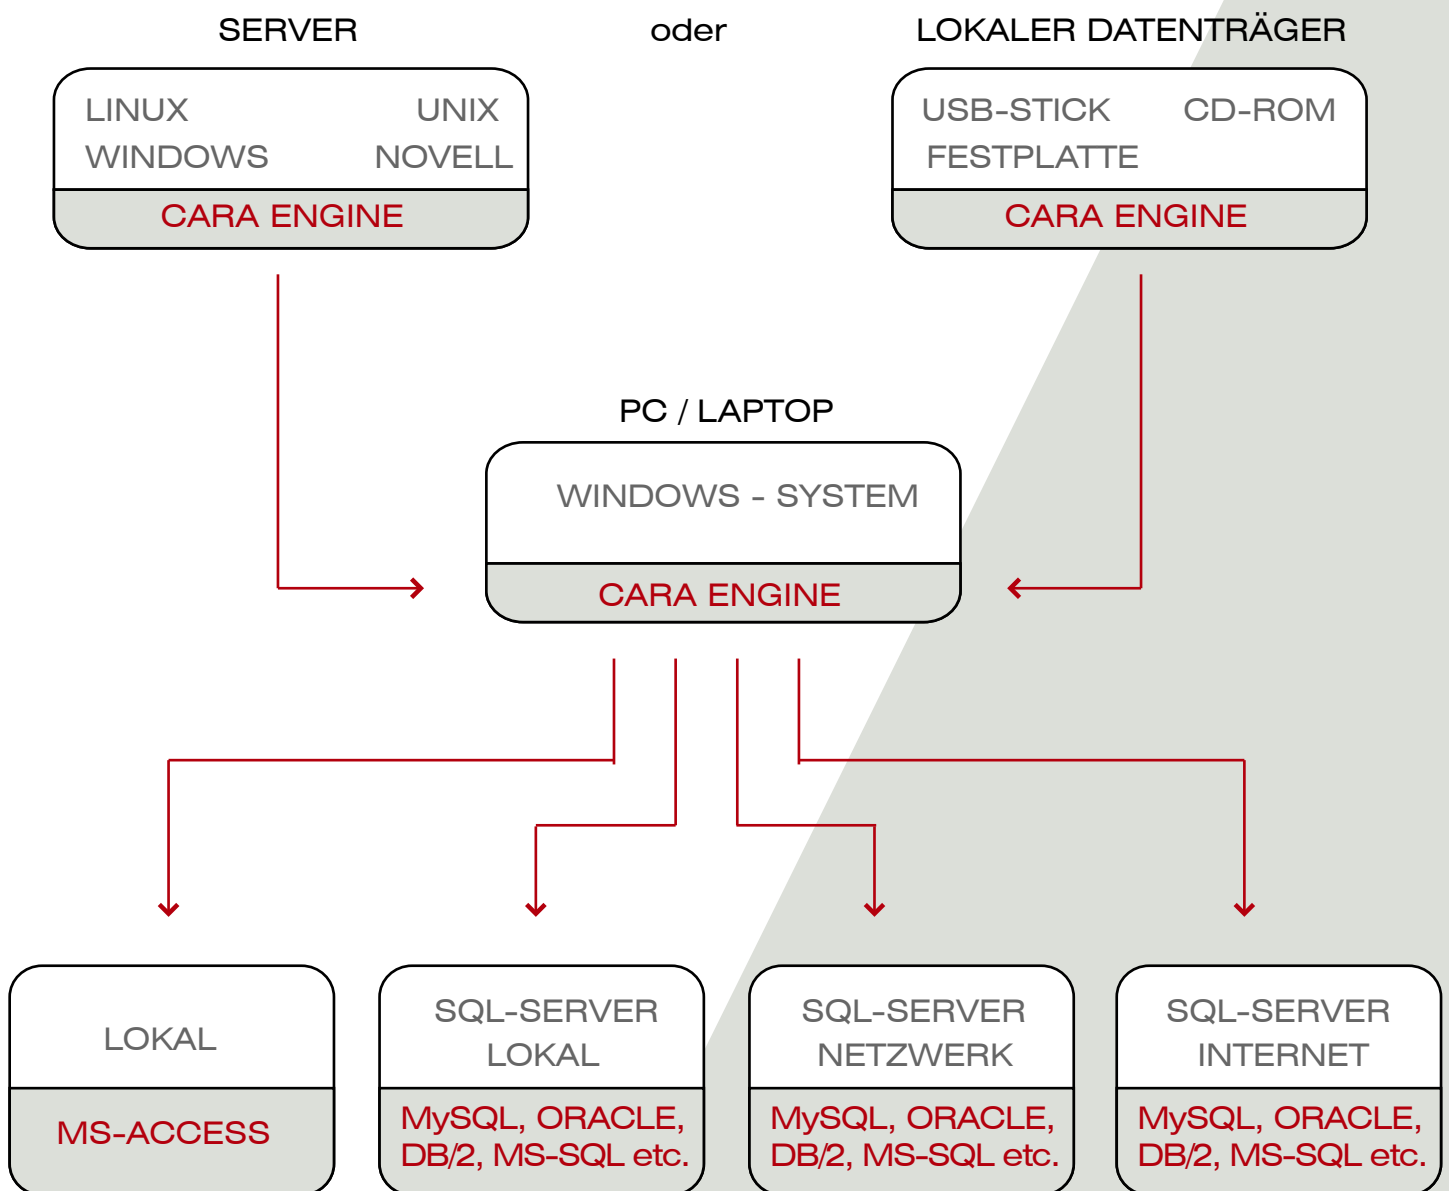 SERVER oder LOKALER DATENTRÄGER
LINUX UNIX
WINDOWS NOVELL
CARA ENGINE
USB-STICK CD-ROM
FESTPLATTE
CARA ENGINE
PC / LAPTOP
WINDOWS - SYSTEM
CARA ENGINE
LOKAL
MS-ACCESS
SQL-SERVER
LOKAL
MySQL, ORACLE,
DB/2, MS-SQL etc.
SQL-SERVER
NETZWERK
MySQL, ORACLE,
DB/2, MS-SQL etc.
SQL-SERVER
INTERNET
MySQL, ORACLE,
DB/2, MS-SQL etc.